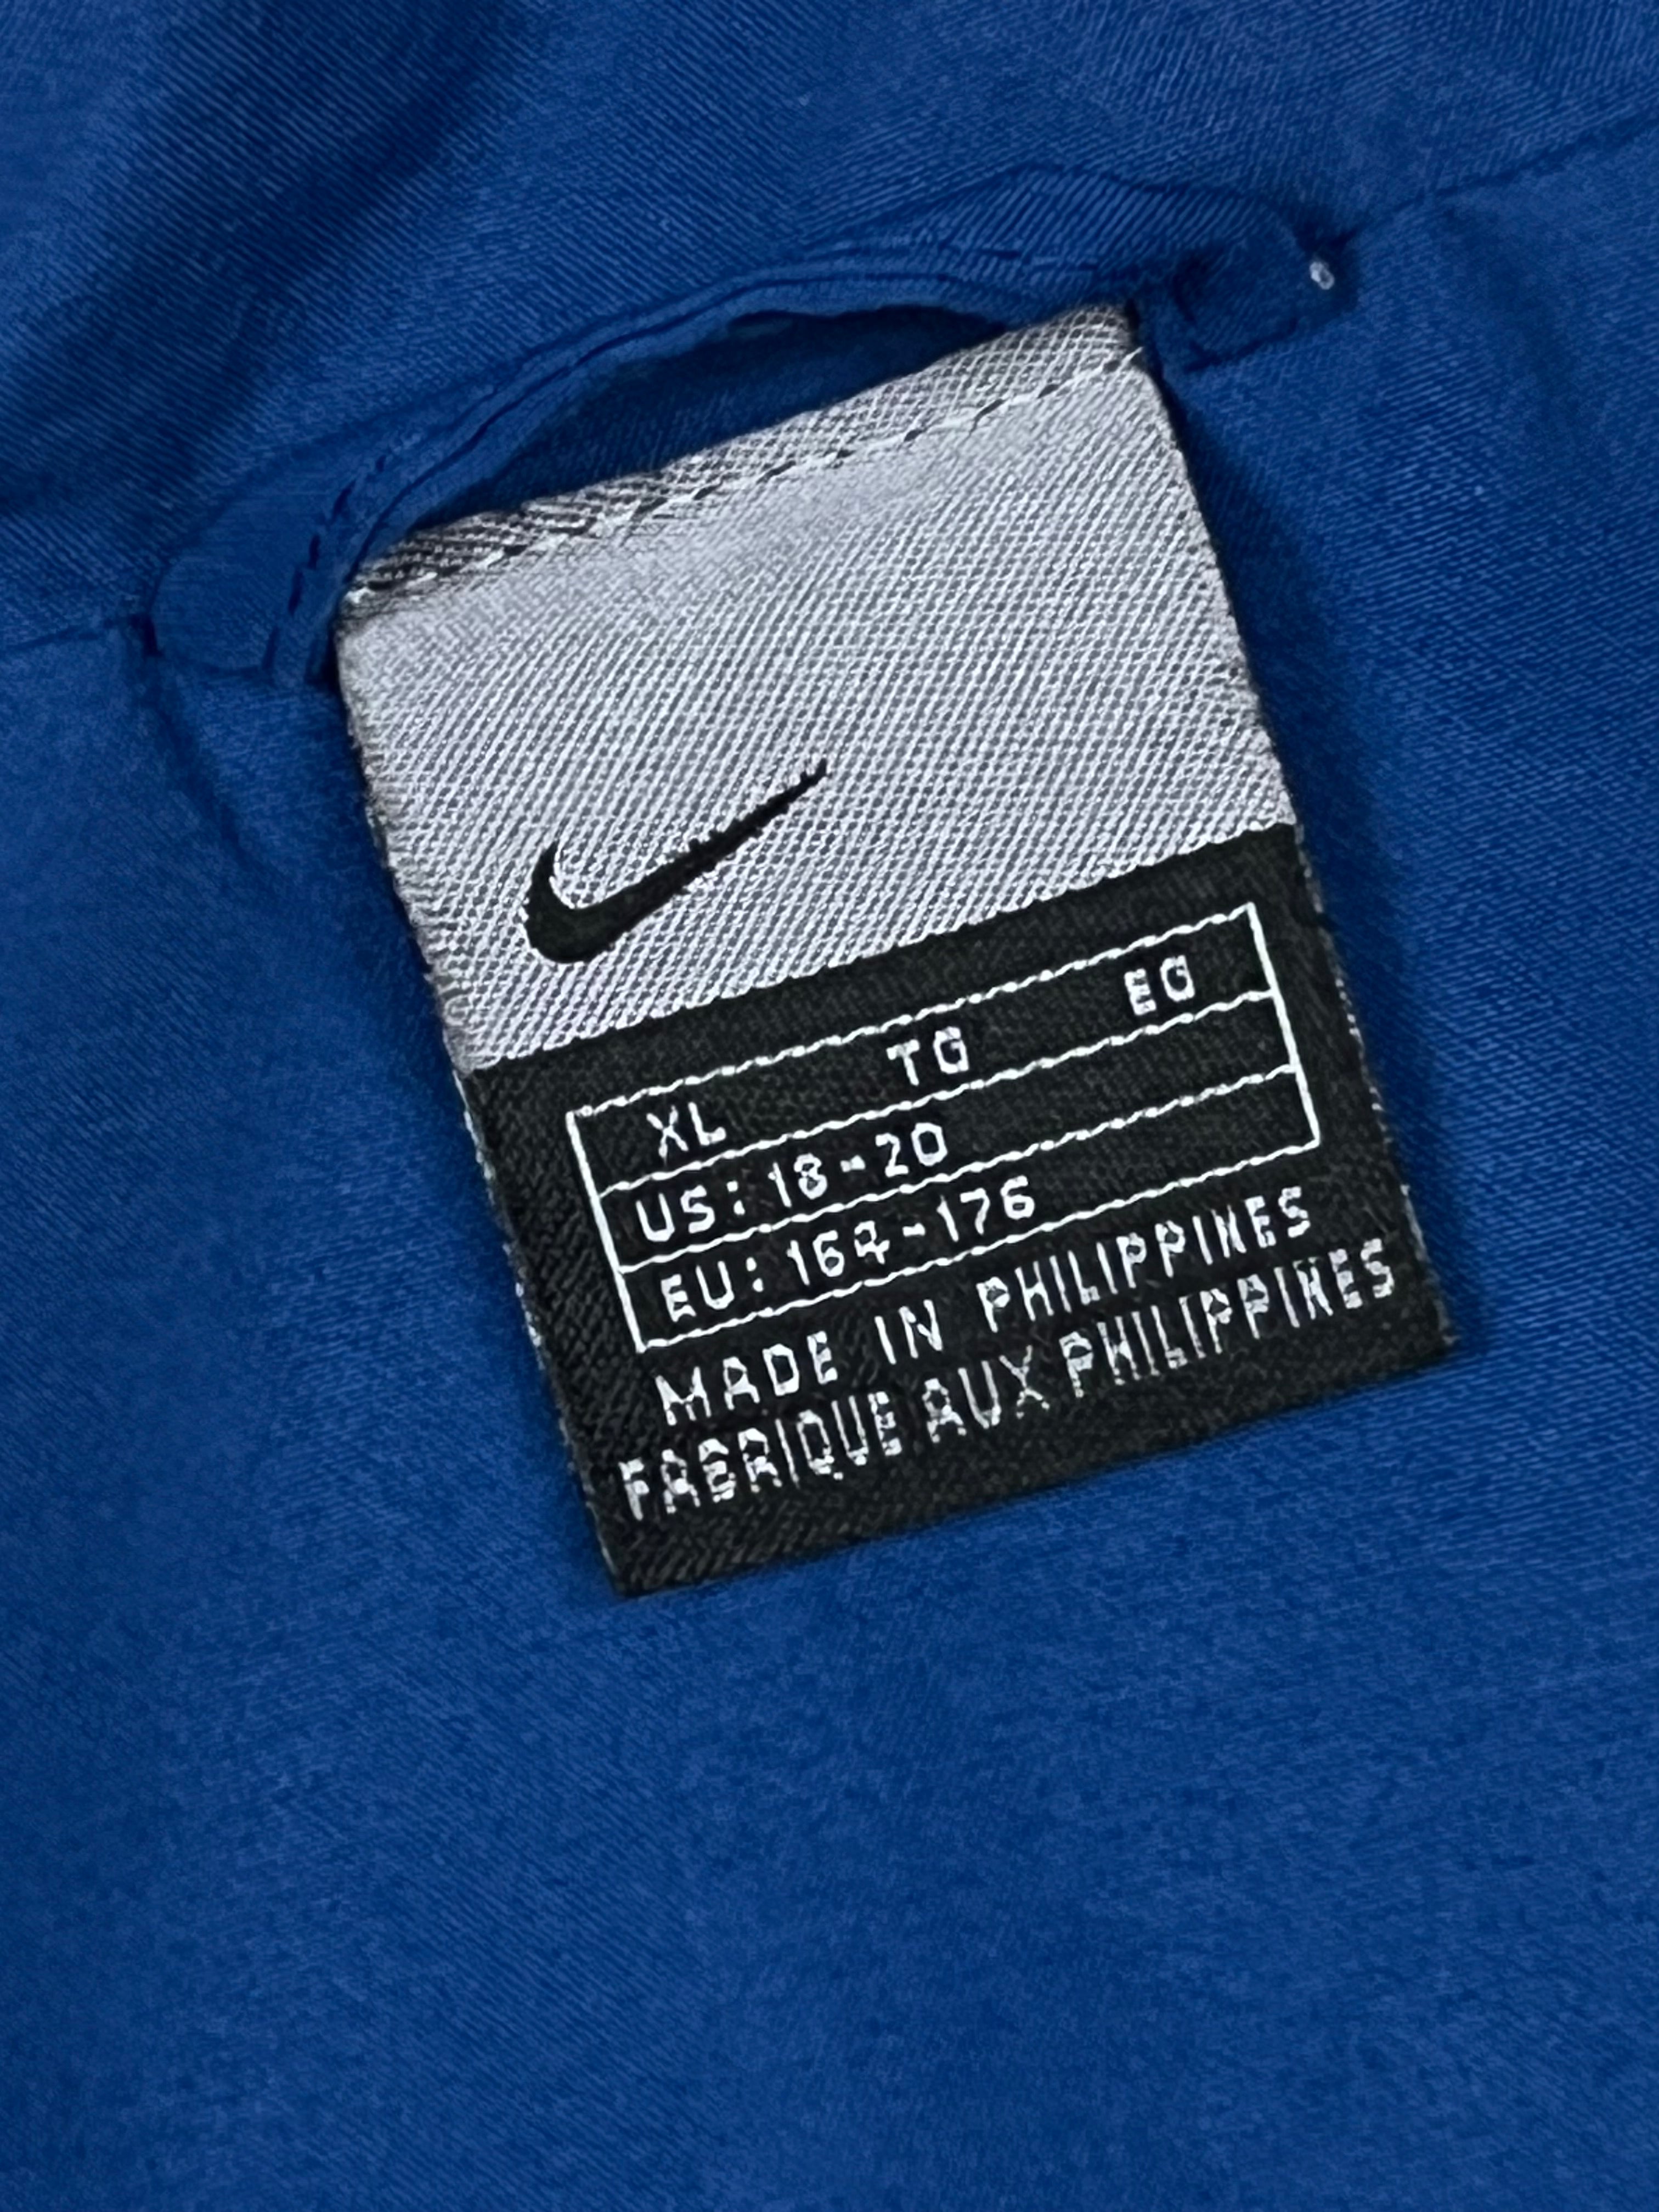 XL TG EG
US: 18-20
EU: 164-176
MADE IN PHILIPPINES
FABRIQUE AUX PHILIPPINES